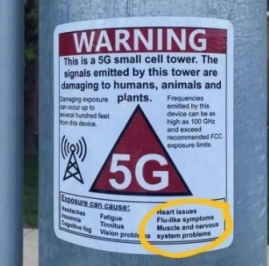 WARNING
This is a 5G small cell tower. The
signals emitted by this tower are
damaging to humans, animals and
plants.
Damaging exposure
can occur up to
several hundred feet
from this device.
Frequencies
emitted by this
device can be as
high as 100 GHz
and exceed
recommended FCC
exposure limits.
5G
Exposure can cause:
Headaches
Insomnia
Cognitive fog
Fatigue
Tinnitus
Vision problems
Heart issues
Flu-like symptoms
Muscle and nervous
system problems